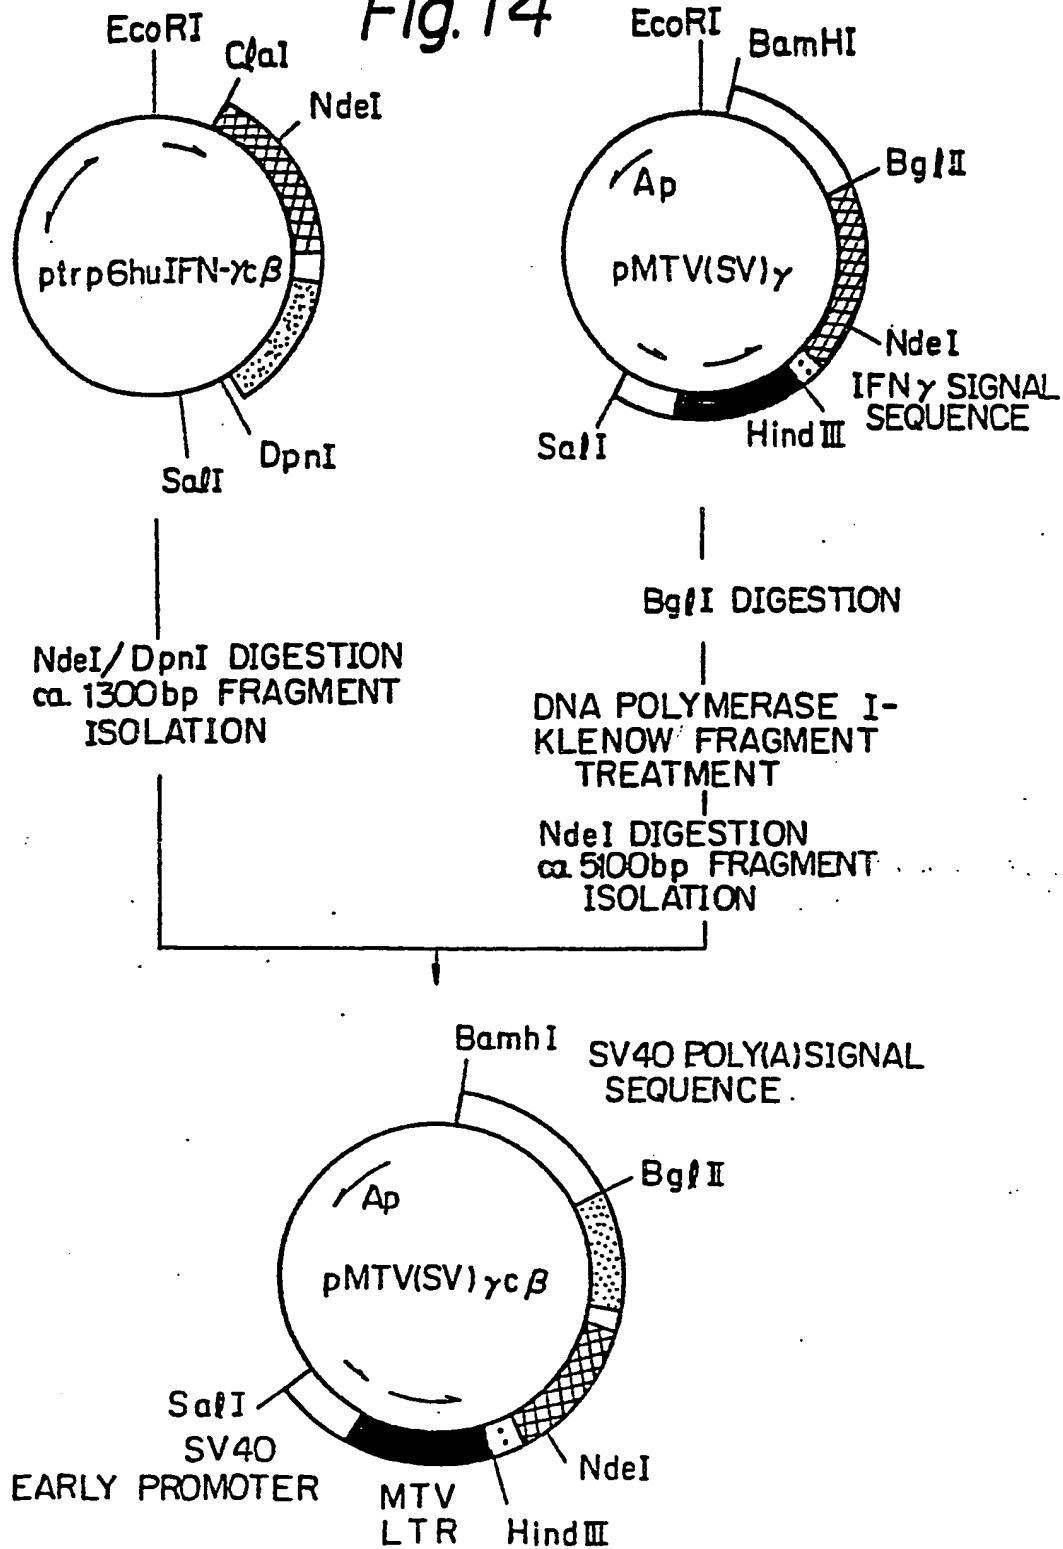 Fig. 14
EcoRI
ClaI
NdeI
ptrp6huIFN-γcβ
DpnI
SalI
EcoRI
BamHI
BglII
Ap
pMTV(SV)γ
NdeI
IFNγ SIGNAL
SEQUENCE
HindIII
SalI
NdeI/DpnI DIGESTION
ca. 1300bp FRAGMENT
ISOLATION
BglI DIGESTION
DNA POLYMERASE I-
KLENOW FRAGMENT
TREATMENT
NdeI DIGESTION
ca. 5100bp FRAGMENT
ISOLATION
BamhI
SV40 POLY(A) SIGNAL
SEQUENCE.
BglII
Ap
pMTV(SV)γcβ
SalI
SV40
EARLY PROMOTER
MTV
LTR
HindIII
NdeI